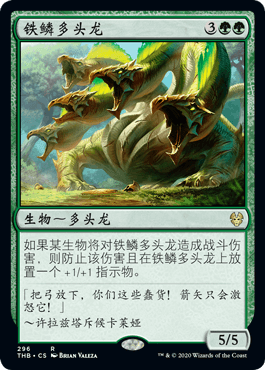 铁鳞多头龙 3
生物～多头龙
如果某生物将对铁鳞多头龙造成战斗伤
害，则防止该伤害且在铁鳞多头龙上放
置一个 +1/+1 指示物。
「把弓放下，你们这些蠢货！箭矢只会激
怒它！」
～许拉兹塔斥候卡莱娅
5/5
296 R
THB • CS BRIAN VALEZA
™ & © 2020 Wizards of the Coast